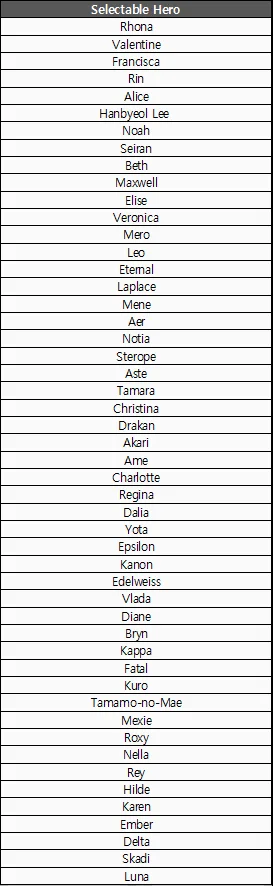 Selectable Hero
Rhona
Valentine
Francisca
Rin
Alice
Hanbyeol Lee
Noah
Seiran
Beth
Maxwell
Elise
Veronica
Mero
Leo
Eternal
Laplace
Mene
Aer
Notia
Sterope
Aste
Tamara
Christina
Drakan
Akari
Ame
Charlotte
Regina
Dalia
Yota
Epsilon
Kanon
Edelweiss
Vlada
Diane
Bryn
Kappa
Fatal
Kuro
Tamamo-no-Mae
Mexie
Roxy
Nella
Rey
Hilde
Karen
Ember
Delta
Skadi
Luna